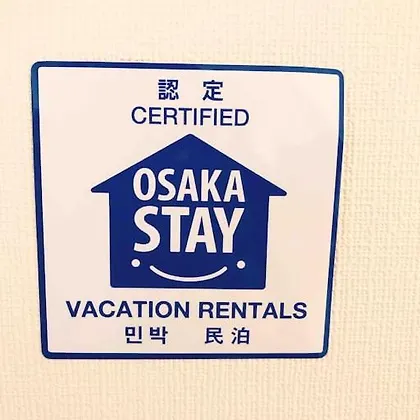 認定
CERTIFIED
OSAKA
STAY
VACATION RENTALS
민박 民泊